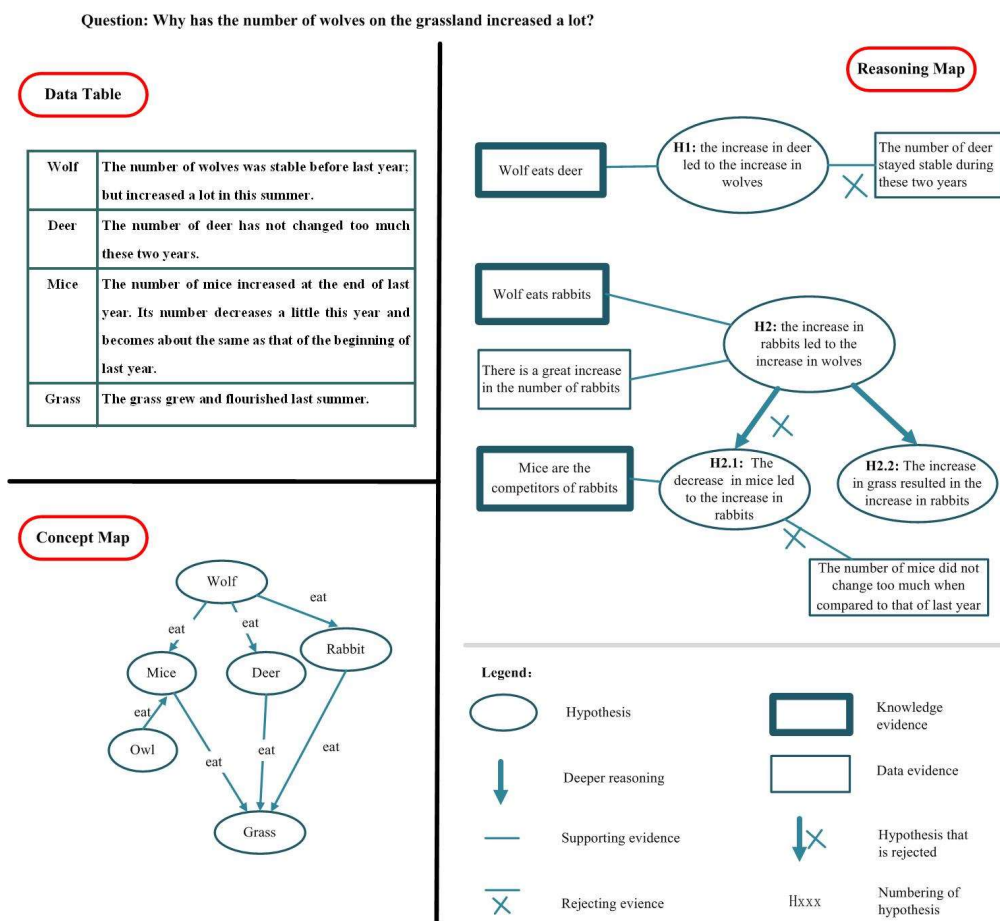 Question: Why has the number of wolves on the grassland increased a lot?
Data Table
Wolf
The number of wolves was stable before last year;
but increased a lot in this summer.
Deer
The number of deer has not changed too much
these two years.
Mice
The number of mice increased at the end of last
year. Its number decreases a little this year and
becomes about the same as that of the beginning of
last year.
Grass
The grass grew and flourished last summer.
Concept Map
Wolf
eat
eat
eat
Mice
Deer
Rabbit
eat
Owl
eat
eat
eat
Grass
Reasoning Map
Wolf eats deer
H1: the increase in deer
led to the increase in
wolves
The number of deer
stayed stable during
these two years
Wolf eats rabbits
There is a great increase
in the number of rabbits
H2: the increase in
rabbits led to the
increase in wolves
Mice are the
competitors of rabbits
H2.1: The
decrease in mice led
to the increase in
rabbits
H2.2: The increase
in grass resulted in the
increase in rabbits
The number of mice did not
change too much when
compared to that of last year
Legend:
Hypothesis
Knowledge
evidence
Deeper reasoning
Data evidence
Supporting evidence
Hypothesis that
is rejected
Rejecting evience
Hxxx
Numbering of
hypothesis